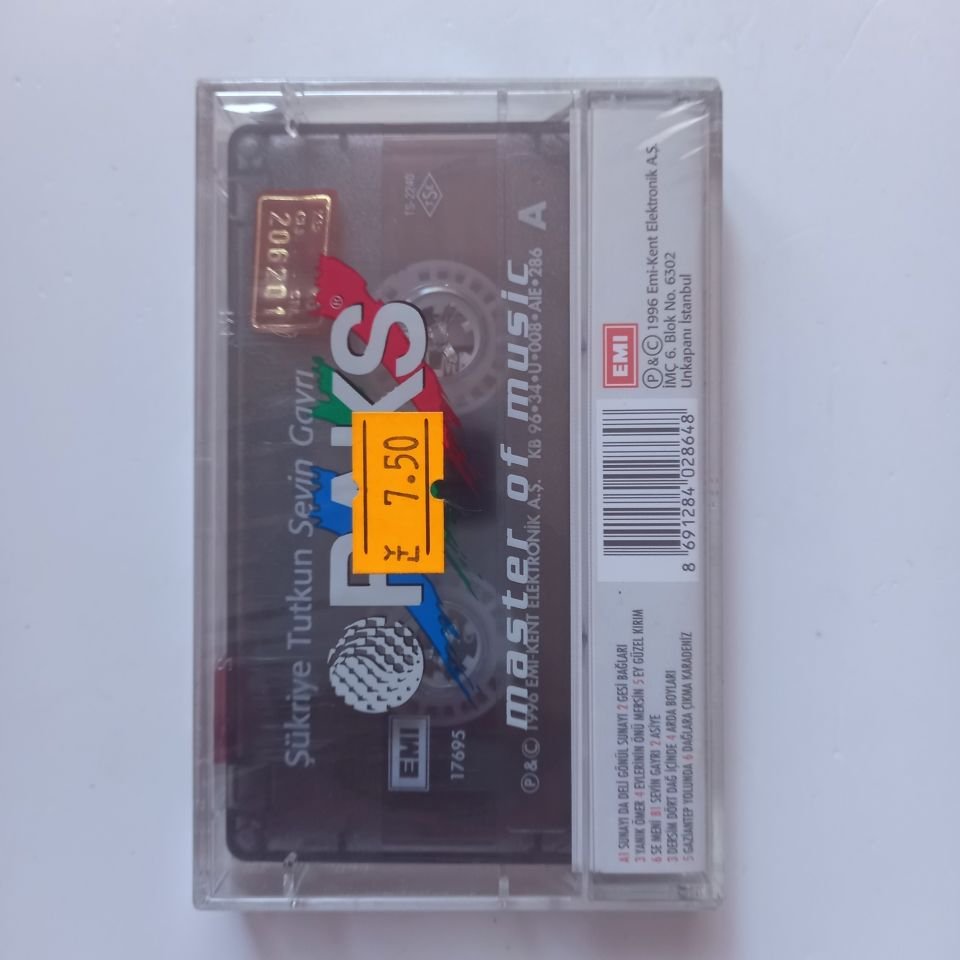 Şükriye Tutkun Sevin Gayrı
206201
RAKS®
7.50
TS-2240
TSE
EMI
17695
master of music
A
℗&© 1996 EMI-KENT ELEKTRONİK A.Ş. KB 96•34•U•008•AIE•286
A1 SUNAYI DA DELİ GÖNÜL SUNAYI 2 GESİ BAĞLARI
3 YANIK ÖMER 4 EVLERİNİN ÖNÜ MERSİN 5 EY GÜZEL KIRIM
6 SE MENİ B1 SEVİN GAYRI 2 ASİYE
3 DERSİM DÖRT DAĞ İÇİNDE 4 ARDA BOYLARI
5 GAZİANTEP YOLUNDA 6 DAĞLARA ÇIKMA KARADENİZ
8 691284 028648
EMI
℗&© 1996 Emi-Kent Elektronik A.Ş.
İMÇ 6. Blok No. 6302
Unkapanı İstanbul